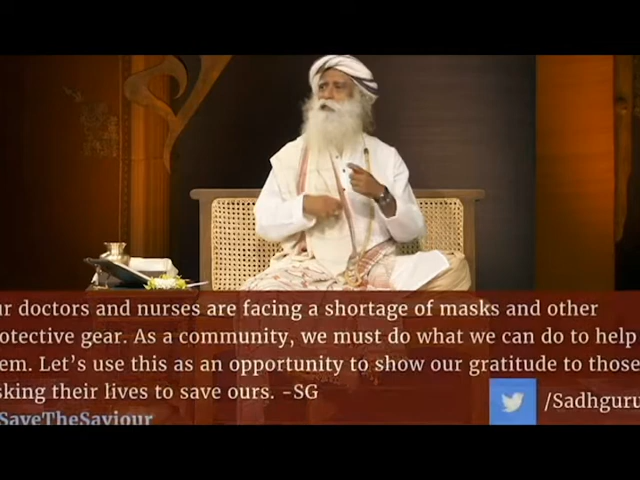 ur doctors and nurses are facing a shortage of masks and other
otective gear. As a community, we must do what we can do to help
em. Let's use this as an opportunity to show our gratitude to those
sking their lives to save ours. -SG
/Sadhguru
SaveTheSaviour